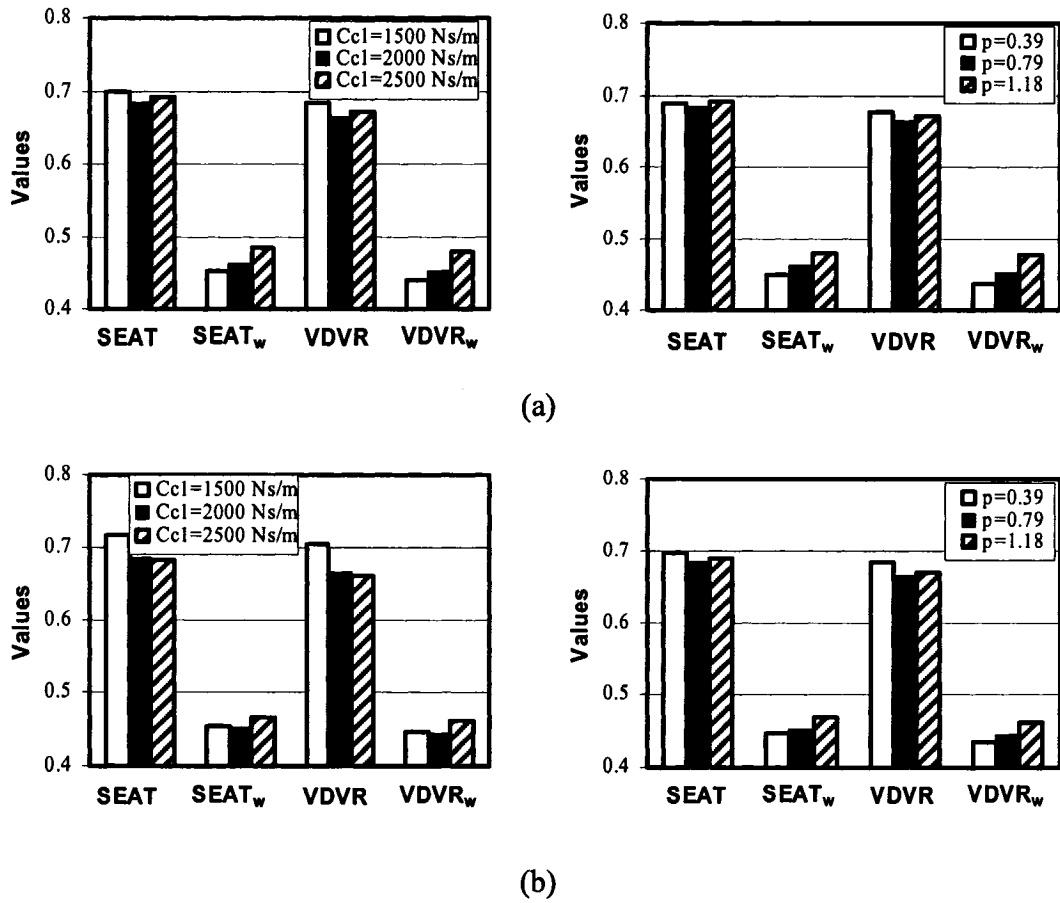 0.8
0.7
0.6
0.5
0.4
Values
Cc1=1500 Ns/m
Cc1=2000 Ns/m
Cc1=2500 Ns/m
SEAT SEATw VDVR VDVRw
0.8
0.7
0.6
0.5
0.4
Values
p=0.39
p=0.79
p=1.18
SEAT SEATw VDVR VDVRw
(a)
0.8
0.7
0.6
0.5
0.4
Values
Cc1=1500 Ns/m
Cc1=2000 Ns/m
Cc1=2500 Ns/m
SEAT SEATw VDVR VDVRw
0.8
0.7
0.6
0.5
0.4
Values
p=0.39
p=0.79
p=1.18
SEAT SEATw VDVR VDVRw
(b)